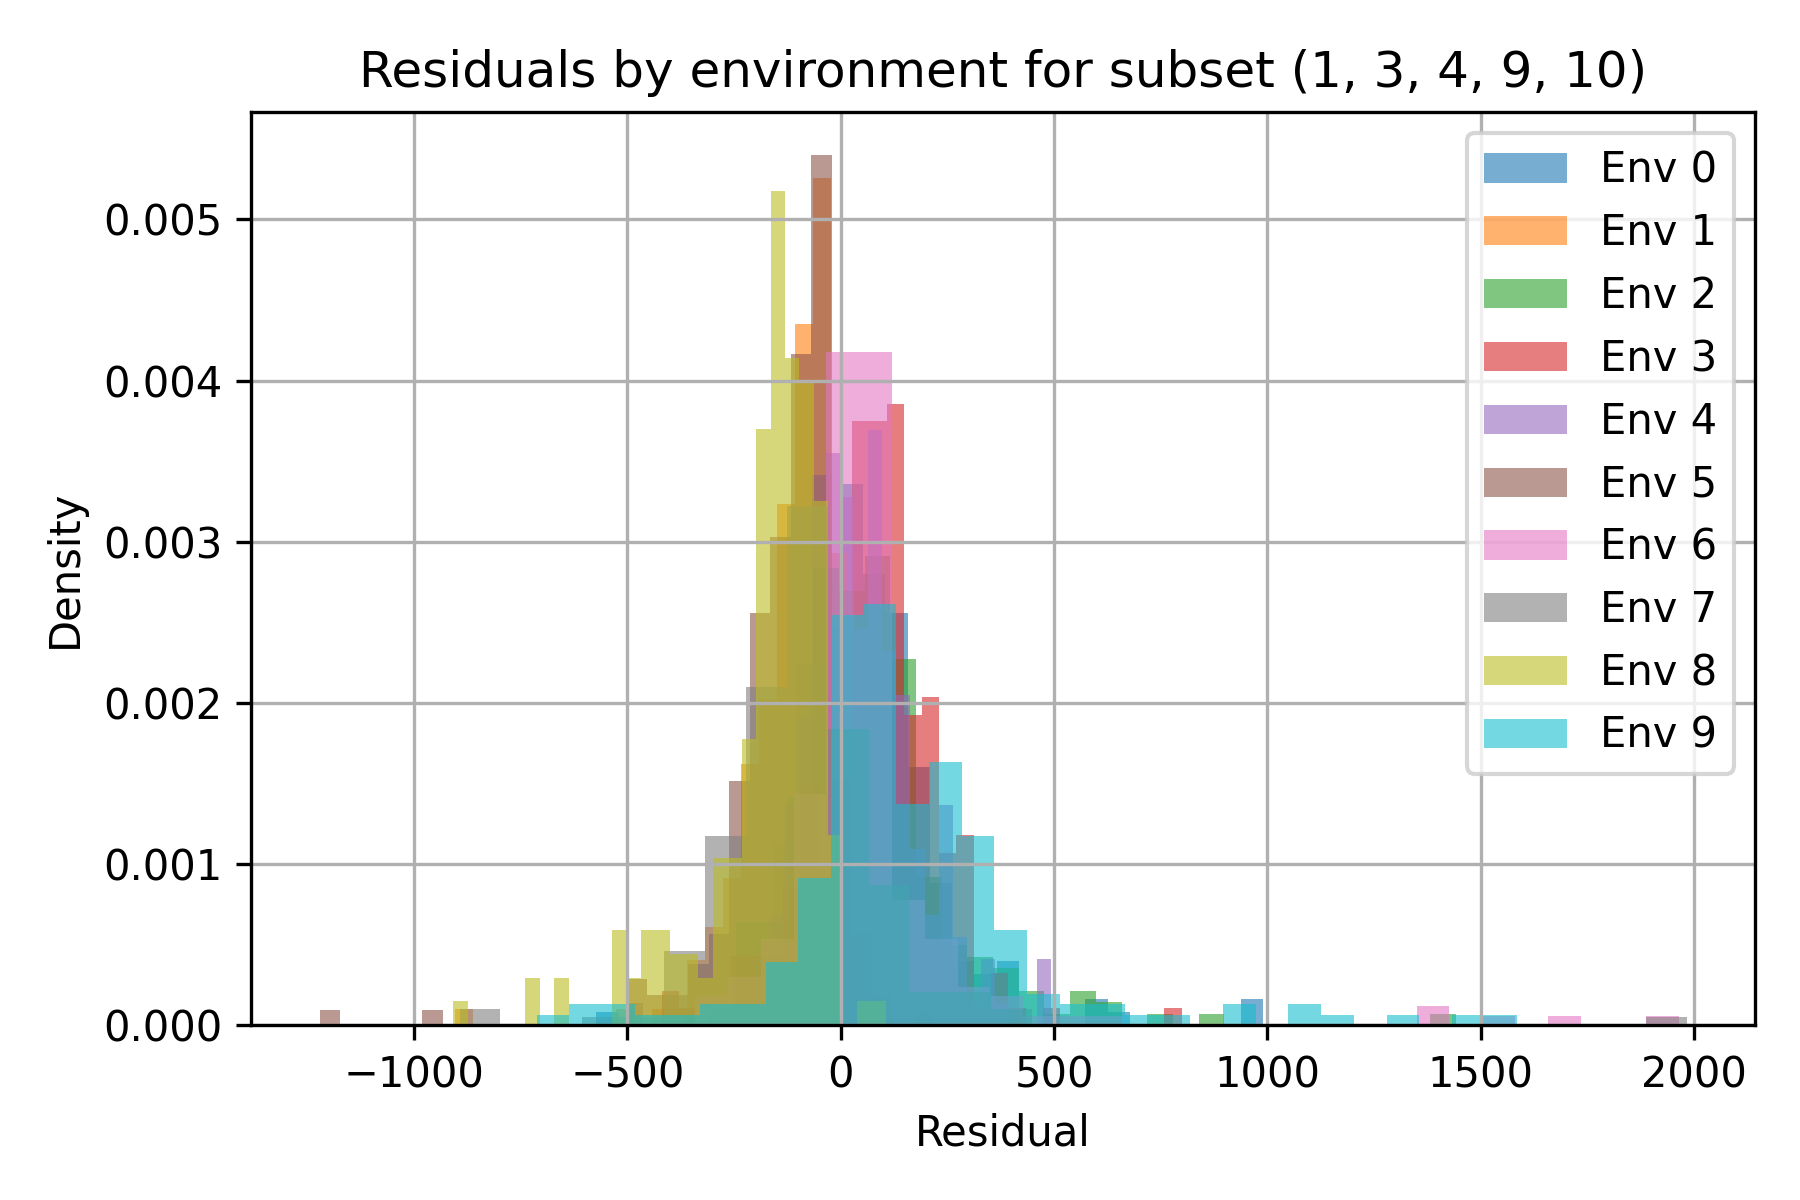 Residuals by environment for subset (1, 3, 4, 9, 10)
Env 0
Env 1
Env 2
Env 3
Env 4
Env 5
Env 6
Env 7
Env 8
Env 9
Density
0.005
0.004
0.003
0.002
0.001
0.000
−1000 −500 0 500 1000 1500 2000
Residual